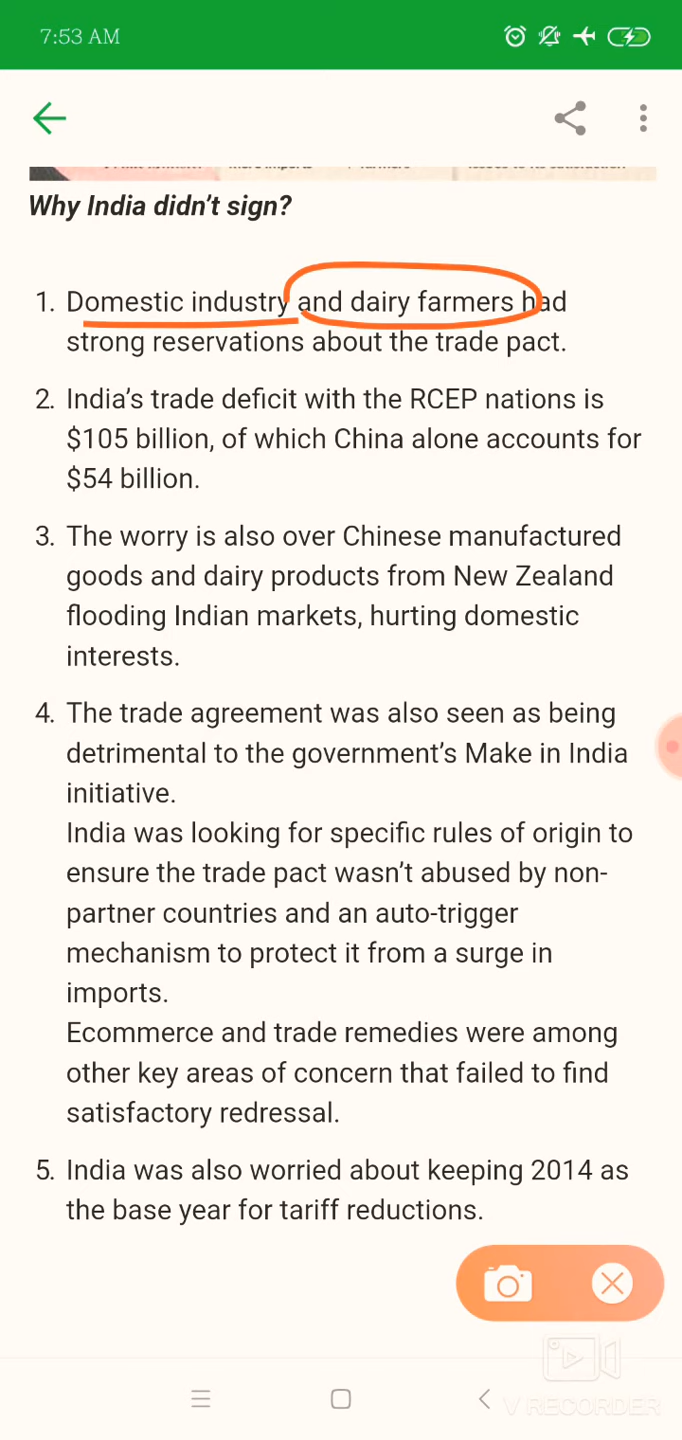 7:53 AM
Why India didn't sign?
1. Domestic industry and dairy farmers had
strong reservations about the trade pact.
2. India's trade deficit with the RCEP nations is
$105 billion, of which China alone accounts for
$54 billion.
3. The worry is also over Chinese manufactured
goods and dairy products from New Zealand
flooding Indian markets, hurting domestic
interests.
4. The trade agreement was also seen as being
detrimental to the government's Make in India
initiative.
India was looking for specific rules of origin to
ensure the trade pact wasn't abused by non-
partner countries and an auto-trigger
mechanism to protect it from a surge in
imports.
Ecommerce and trade remedies were among
other key areas of concern that failed to find
satisfactory redressal.
5. India was also worried about keeping 2014 as
the base year for tariff reductions.
V RECORDER